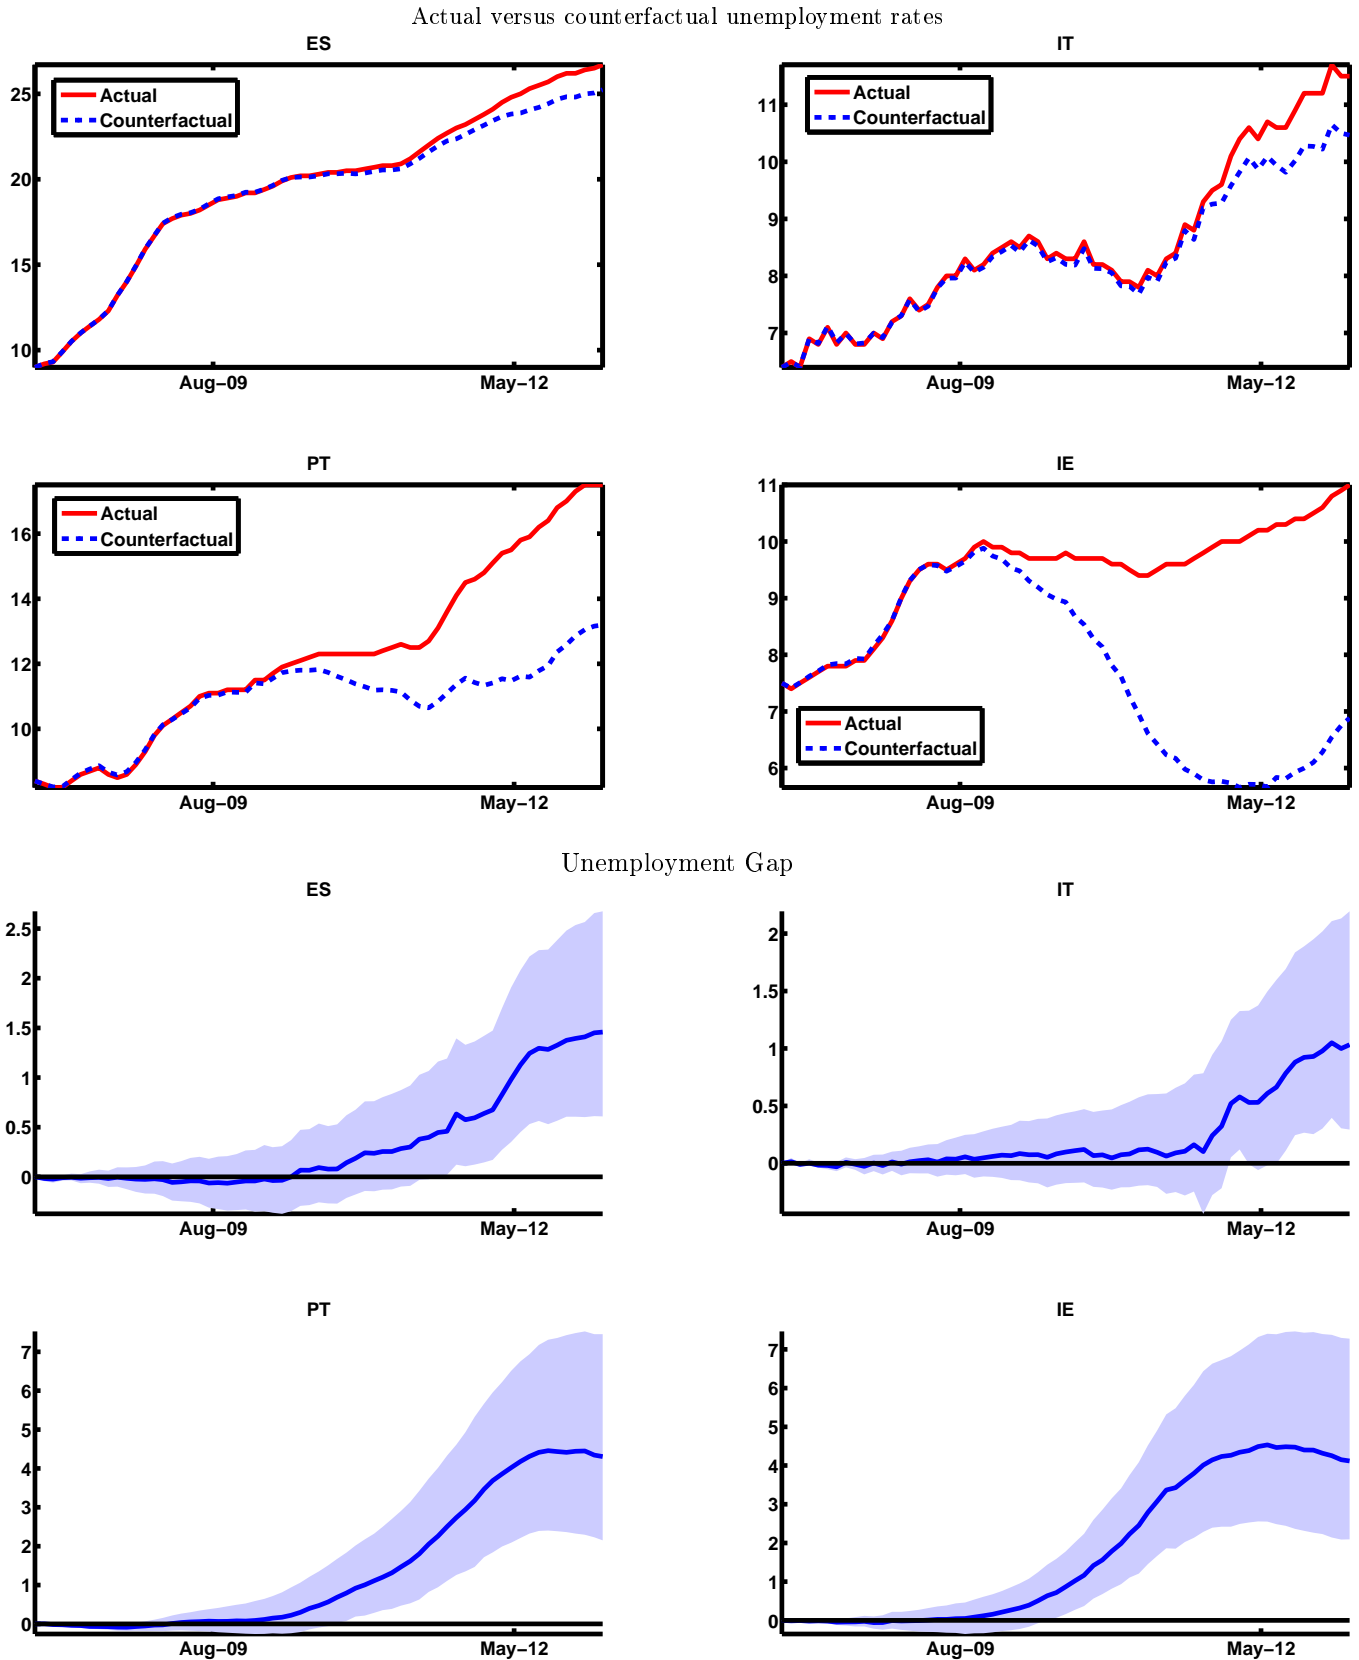 Actual versus counterfactual unemployment rates
ES
IT
Actual
Counterfactual
25
20
15
10
Aug–09
May–12
Actual
Counterfactual
11
10
9
8
7
Aug–09
May–12
PT
IE
Actual
Counterfactual
16
14
12
10
Aug–09
May–12
11
10
9
8
7
6
Actual
Counterfactual
Aug–09
May–12
Unemployment Gap
ES
IT
2.5
2
1.5
1
0.5
0
Aug–09
May–12
2
1.5
1
0.5
0
Aug–09
May–12
PT
IE
7
6
5
4
3
2
1
0
Aug–09
May–12
7
6
5
4
3
2
1
0
Aug–09
May–12